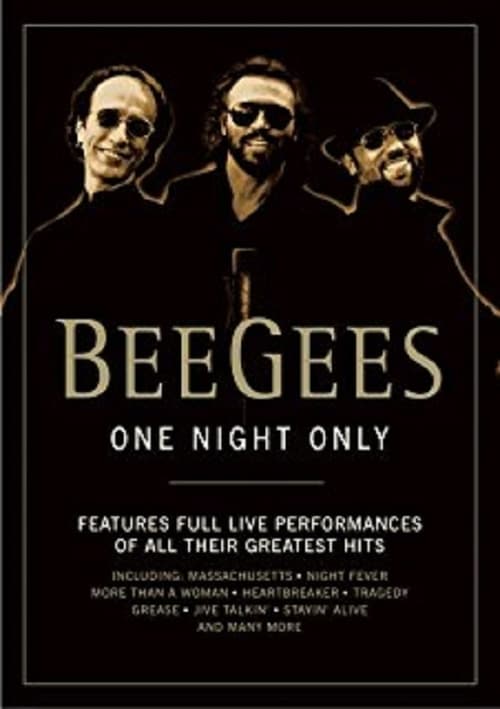 BEEGEES
ONE NIGHT ONLY
FEATURES FULL LIVE PERFORMANCES
OF ALL THEIR GREATEST HITS
INCLUDING: MASSACHUSETTS • NIGHT FEVER
MORE THAN A WOMAN • HEARTBREAKER • TRAGEDY
GREASE • JIVE TALKIN' • STAYIN' ALIVE
AND MANY MORE